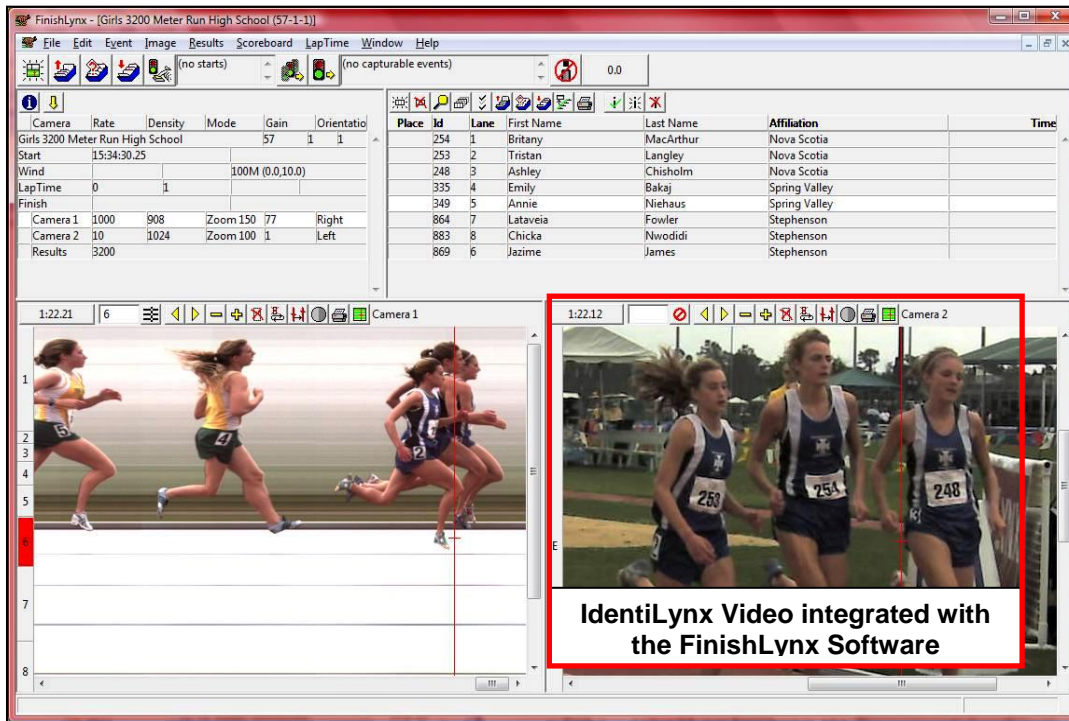 FinishLynx - [Girls 3200 Meter Run High School (57-1-1)]
File Edit Event Image Results Scoreboard LapTime Window Help
(no starts) (no capturable events) 0.0
Camera Rate Density Mode Gain Orientatio
Girls 3200 Meter Run High School 57 1 1
Start 15:34:30.25
Wind 100M (0.0,10.0)
LapTime 0 1
Finish
Camera 1 1000 908 Zoom 150 77 Right
Camera 2 10 1024 Zoom 100 1 Left
Results 3200
Place Id Lane First Name Last Name Affiliation Time
254 1 Britany MacArthur Nova Scotia
253 2 Tristan Langley Nova Scotia
248 3 Ashley Chisholm Nova Scotia
335 4 Emily Bakaj Spring Valley
349 5 Annie Niehaus Spring Valley
864 7 Lataveia Fowler Stephenson
883 8 Chicka Nwodidi Stephenson
869 6 Jazime James Stephenson
1:22.21 6 Camera 1
1
2
3
4
5
6
7
8
5
4
2
1:22.12 Camera 2
253
254
248
2
3
E
IdentiLynx Video integrated with
the FinishLynx Software